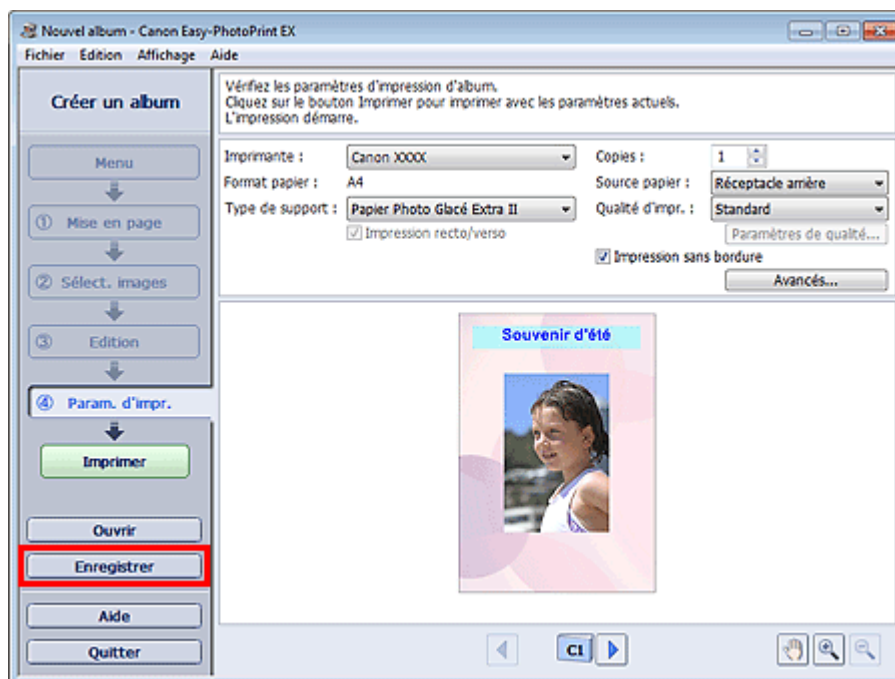 Nouvel album - Canon Easy-PhotoPrint EX
Fichier Edition Affichage Aide
Créer un album
Menu
① Mise en page
② Sélect. images
③ Edition
④ Param. d'impr.
Imprimer
Ouvrir
Enregistrer
Aide
Quitter
Vérifiez les paramètres d'impression d'album.
Cliquez sur le bouton Imprimer pour imprimer avec les paramètres actuels.
L'impression démarre.
Imprimante : Canon XXXX
Copies : 1
Format papier : A4
Source papier : Réceptacle arrière
Type de support : Papier Photo Glacé Extra II
Qualité d'impr. : Standard
Impression recto/verso
Paramètres de qualité...
Impression sans bordure
Avancés...
Souvenir d'été
C1